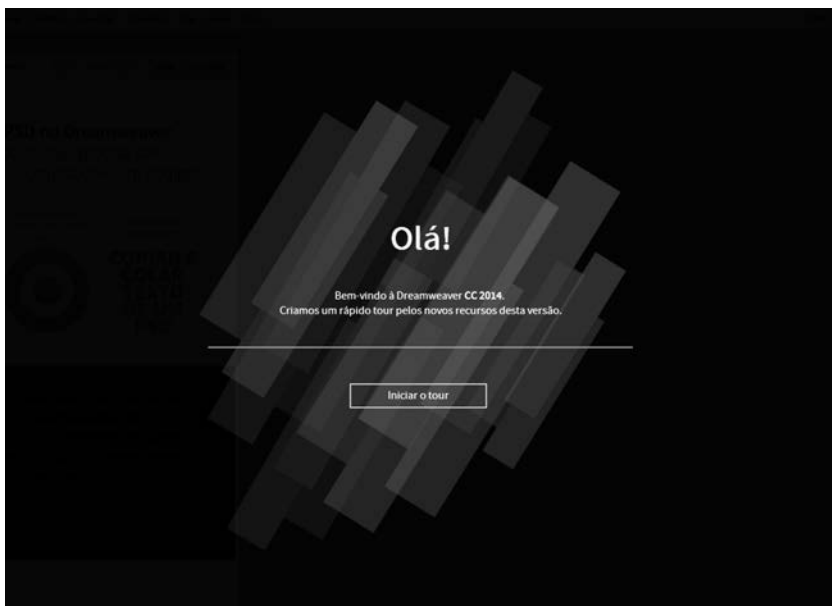 Olá!
Bem-vindo à Dreamweaver CC 2014.
Criamos um rápido tour pelos novos recursos desta versão.
Iniciar o tour